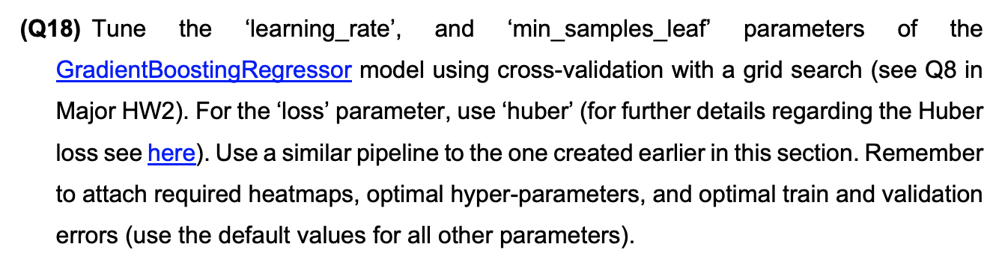 (Q18) Tune the ‘learning_rate’, and ‘min_samples_leaf’ parameters of the
GradientBoostingRegressor model using cross-validation with a grid search (see Q8 in
Major HW2). For the ‘loss’ parameter, use ‘huber’ (for further details regarding the Huber
loss see here). Use a similar pipeline to the one created earlier in this section. Remember
to attach required heatmaps, optimal hyper-parameters, and optimal train and validation
errors (use the default values for all other parameters).